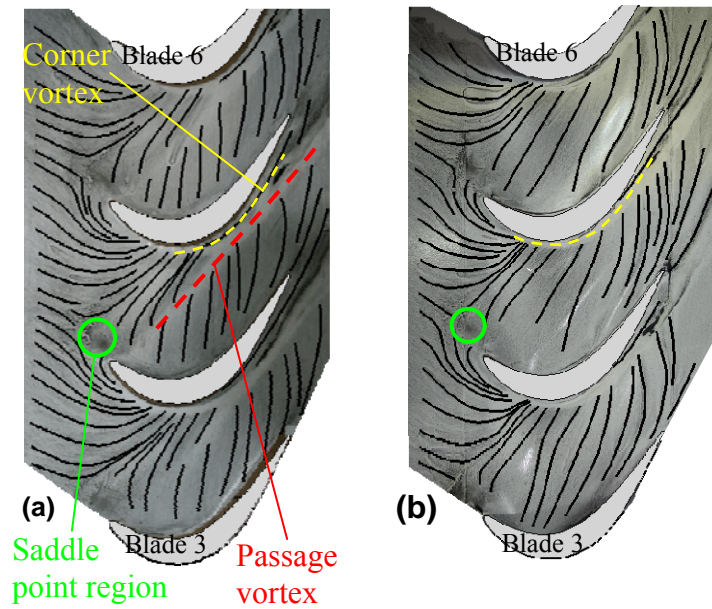 Blade 6
Corner
vortex
Blade 6
(a)
Blade 3
Saddle
point region
Passage
vortex
(b)
Blade 3